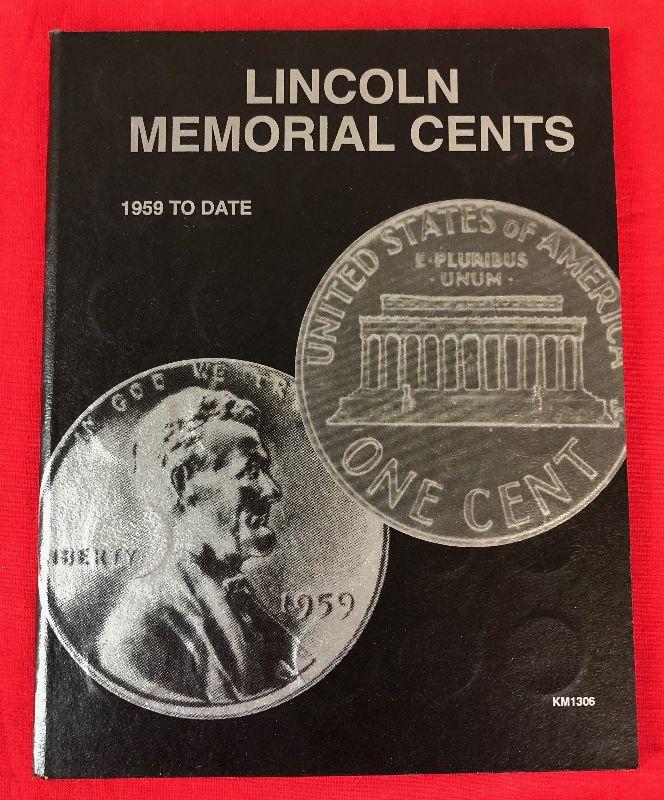 LINCOLN
MEMORIAL CENTS
1959 TO DATE
UNITED STATES OF AMERICA
E·PLURIBUS
·UNUM·
ONE CENT
IN GOD WE
LIBERTY
1959
KM1306